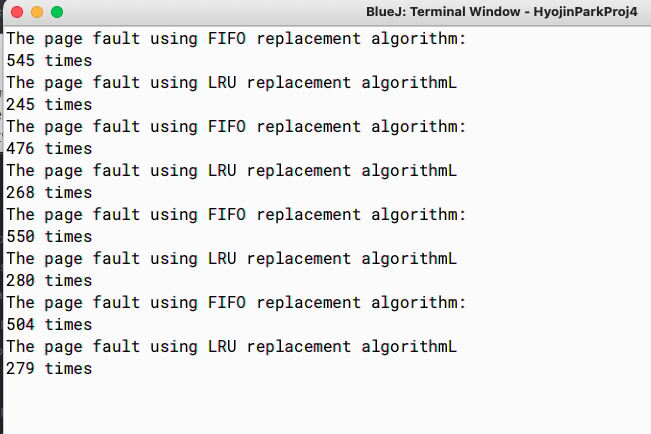 BlueJ: Terminal Window - HyojinParkProj4
The page fault using FIFO replacement algorithm:
545 times
The page fault using LRU replacement algorithmL
245 times
The page fault using FIFO replacement algorithm:
476 times
The page fault using LRU replacement algorithmL
268 times
The page fault using FIFO replacement algorithm:
550 times
The page fault using LRU replacement algorithmL
280 times
The page fault using FIFO replacement algorithm:
504 times
The page fault using LRU replacement algorithmL
279 times